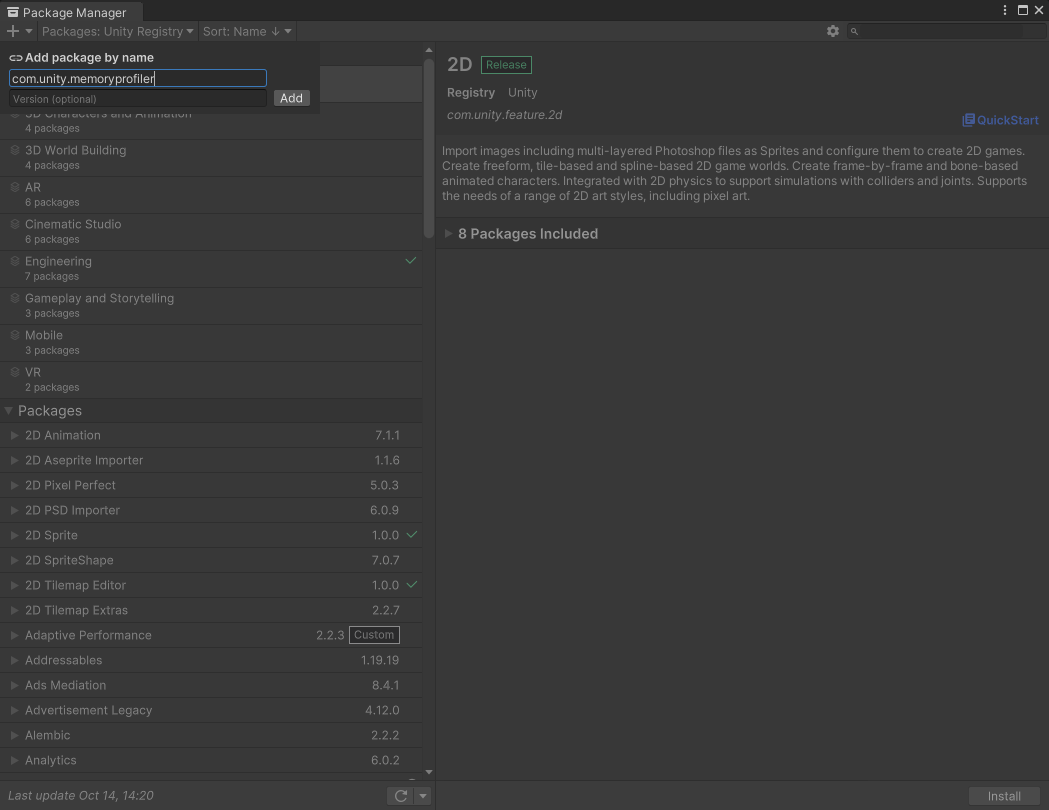 Package Manager
Packages: Unity Registry Sort: Name ↓
Add package by name
com.unity.memoryprofiler
Version (optional)
Add
3D Characters and Animation
4 packages
3D World Building
4 packages
AR
6 packages
Cinematic Studio
6 packages
Engineering
7 packages
Gameplay and Storytelling
3 packages
Mobile
3 packages
VR
2 packages
Packages
2D Animation 7.1.1
2D Aseprite Importer 1.1.6
2D Pixel Perfect 5.0.3
2D PSD Importer 6.0.9
2D Sprite 1.0.0
2D SpriteShape 7.0.7
2D Tilemap Editor 1.0.0
2D Tilemap Extras 2.2.7
Adaptive Performance 2.2.3 Custom
Addressables 1.19.19
Ads Mediation 8.4.1
Advertisement Legacy 4.12.0
Alembic 2.2.2
Analytics 6.0.2
Last update Oct 14, 14:20
2D Release
Registry Unity
com.unity.feature.2d
QuickStart
Import images including multi-layered Photoshop files as Sprites and configure them to create 2D games.
Create freeform, tile-based and spline-based 2D game worlds. Create frame-by-frame and bone-based
animated characters. Integrated with 2D physics to support simulations with colliders and joints. Supports
the needs of a range of 2D art styles, including pixel art.
8 Packages Included
Install